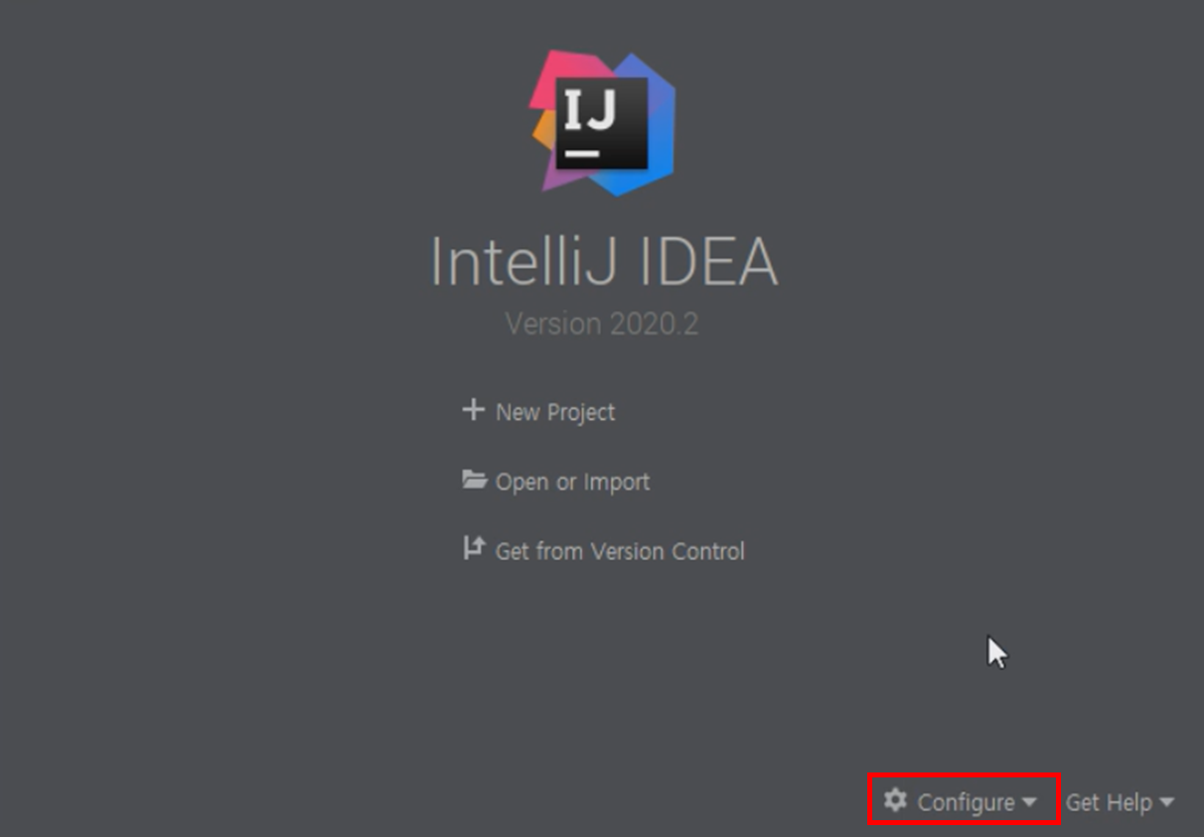 IJ
IntelliJ IDEA
Version 2020.2
New Project
Open or Import
Get from Version Control
Configure
Get Help